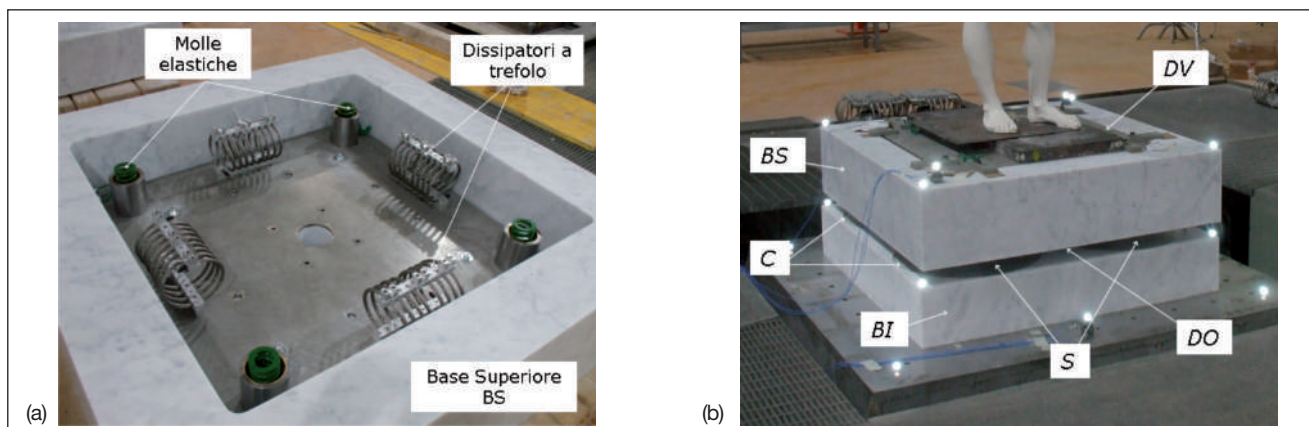 Molle
elastiche
Dissipatori a
trefolo
Base Superiore
BS
(a)
DV
BS
C
BI
S
DO
(b)